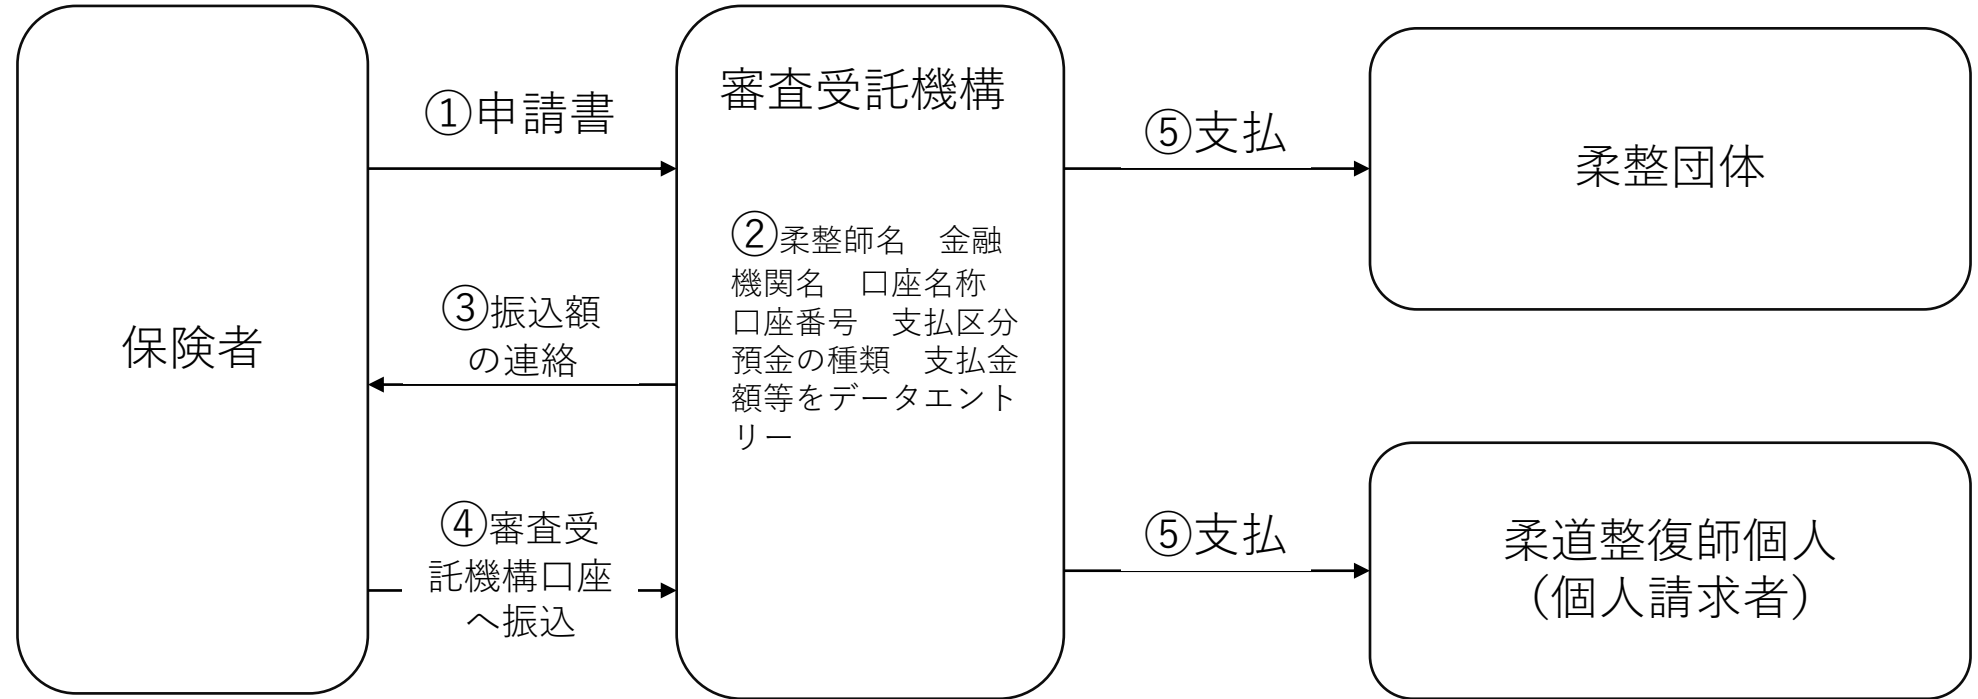 保険者
①申請書
③振込額
の連絡
④審査受
託機構口座
へ振込
審査受託機構
②柔整師名　金融
機関名　口座名称
口座番号　支払区分
預金の種類　支払金
額等をデータエント
リー
⑤支払
柔整団体
⑤支払
柔道整復師個人
（個人請求者）